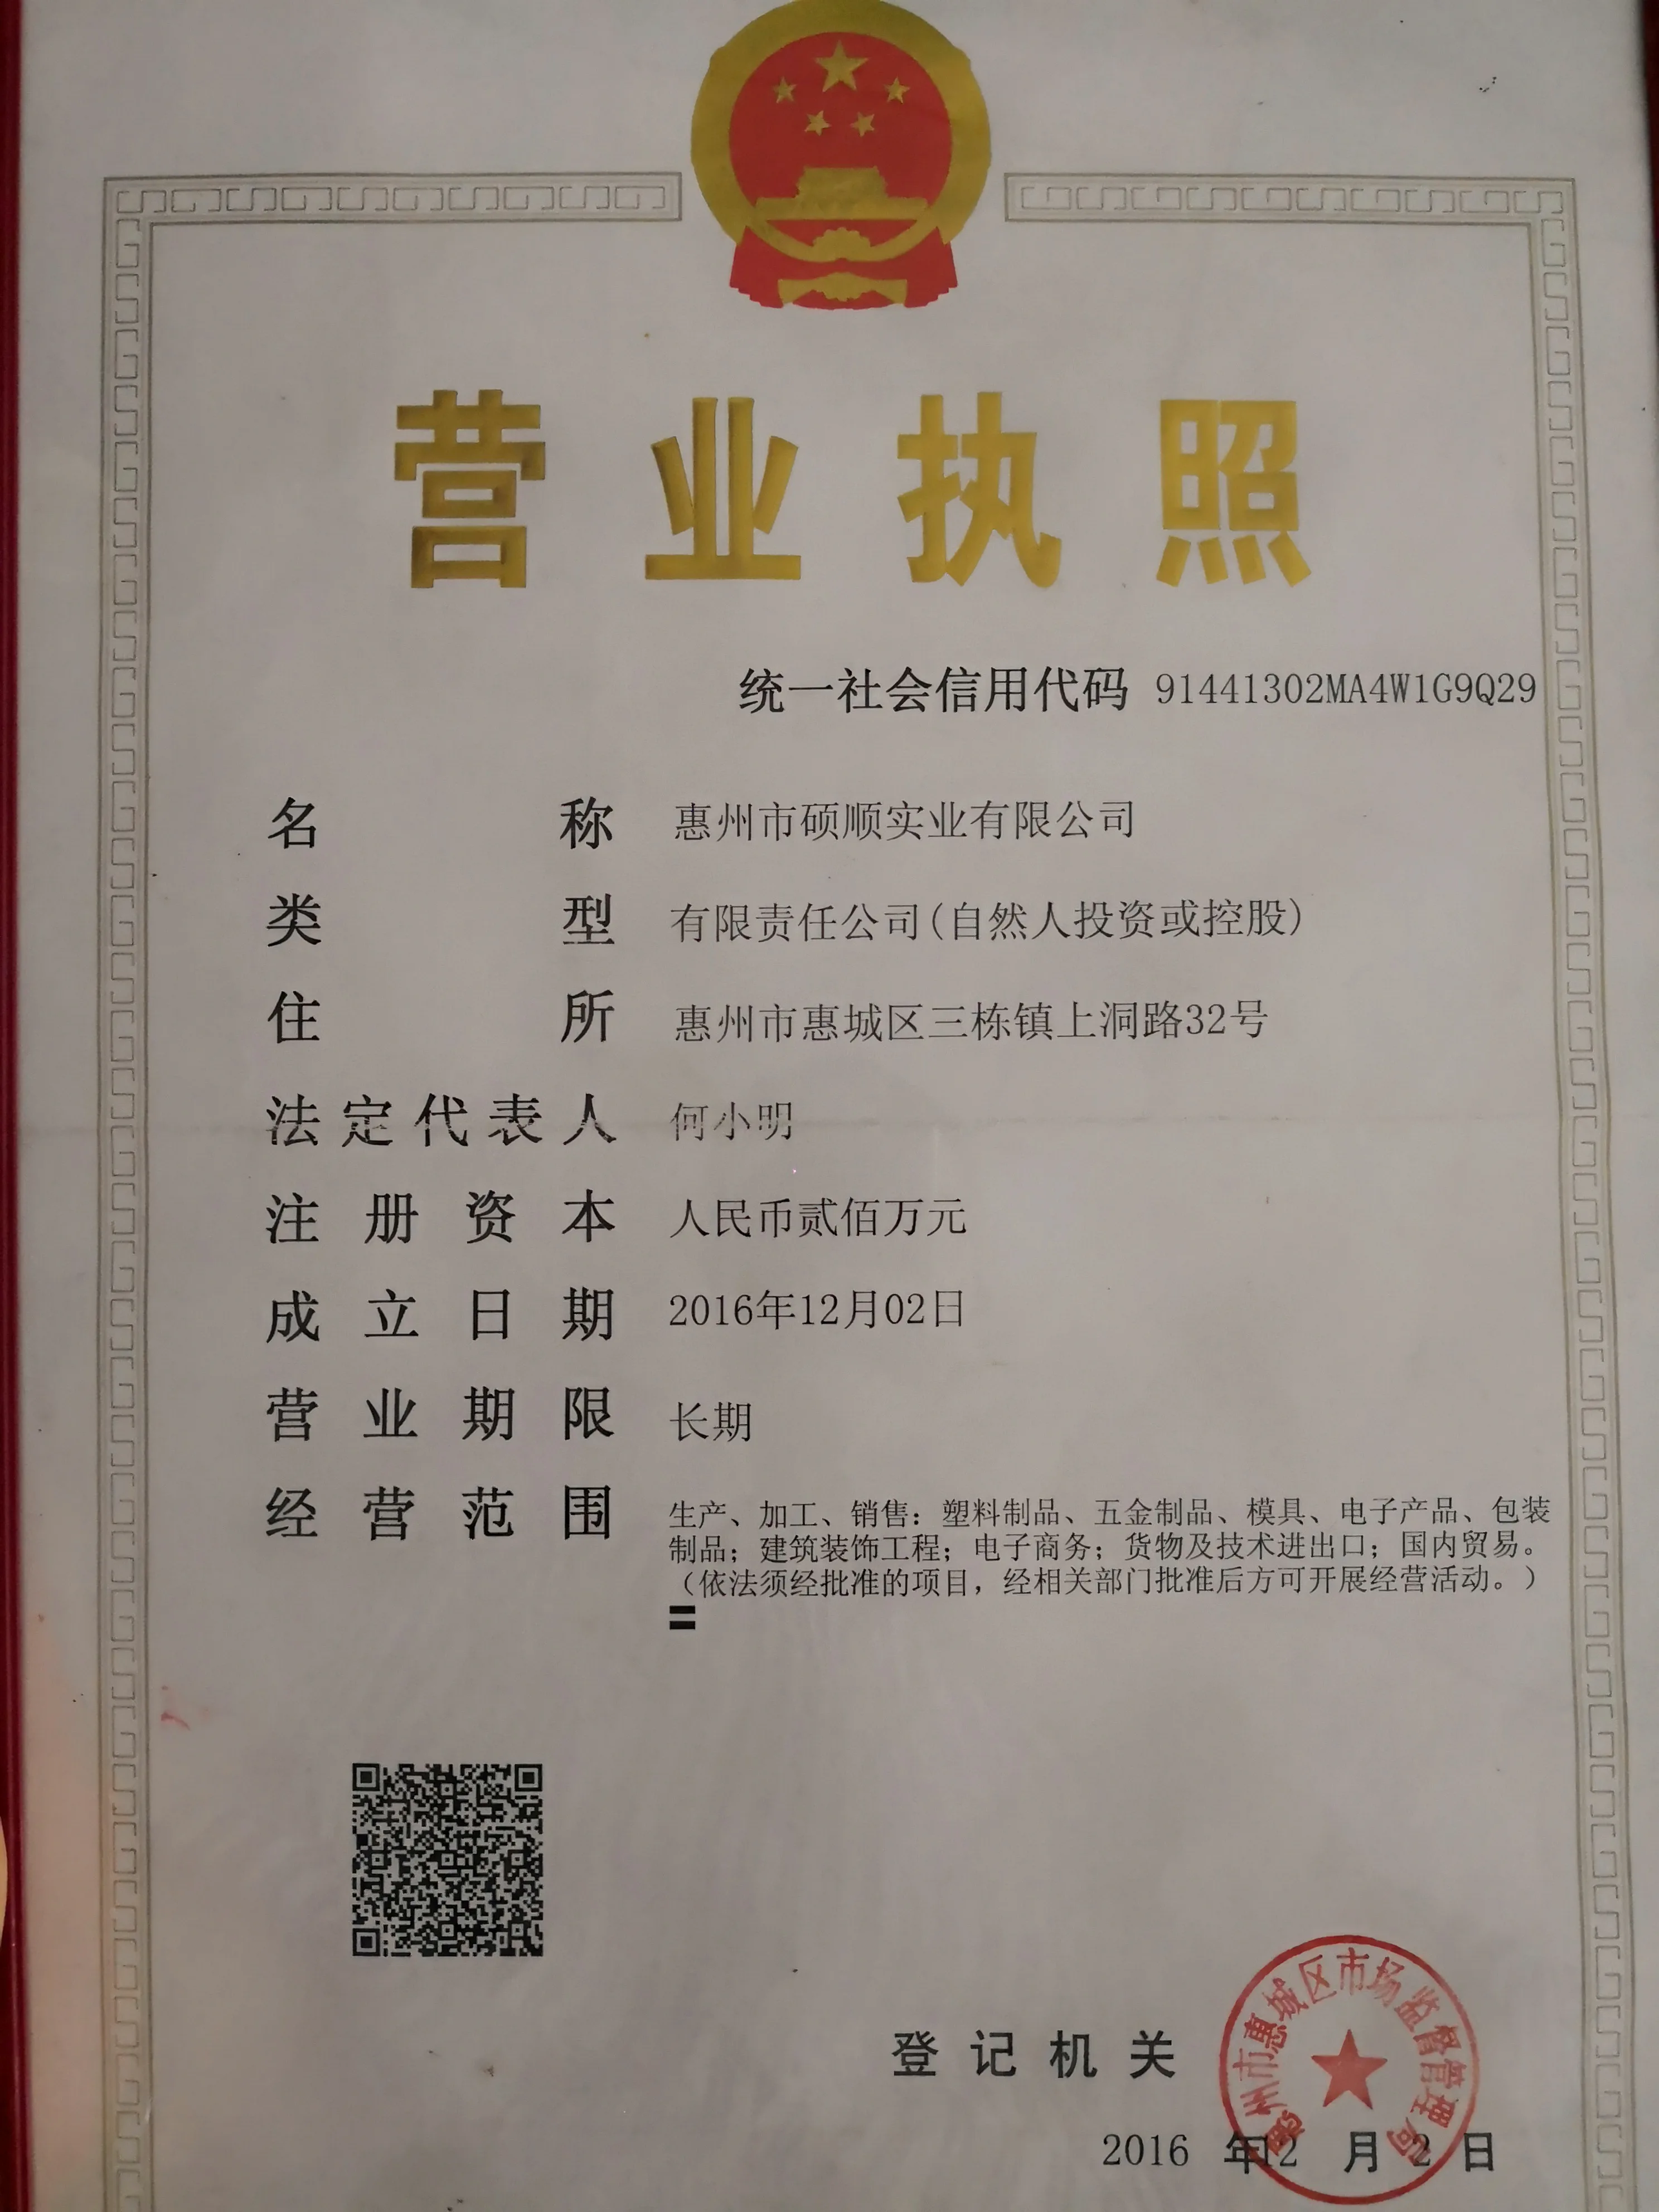 营业执照
统一社会信用代码 91441302MA4W1G9Q29
名称 惠州市硕顺实业有限公司
类型 有限责任公司(自然人投资或控股)
住所 惠州市惠城区三栋镇上洞路32号
法定代表人 何小明
注册资本 人民币贰佰万元
成立日期 2016年12月02日
营业期限 长期
经营范围 生产、加工、销售：塑料制品、五金制品、模具、电子产品、包装
制品；建筑装饰工程；电子商务；货物及技术进出口；国内贸易。
（依法须经批准的项目，经相关部门批准后方可开展经营活动。）
〓
登记机关
惠州市惠城区市场监督管理局
2016 年12 月 2 日